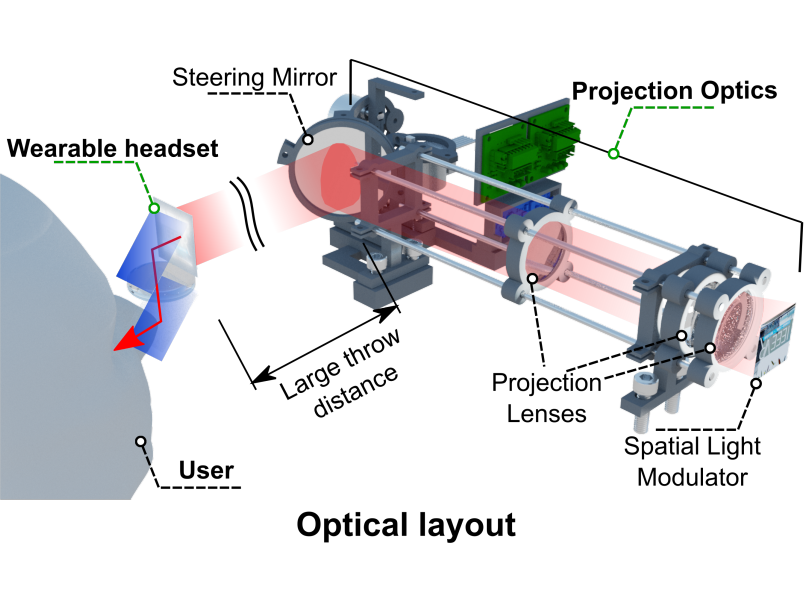 Steering Mirror
Projection Optics
Wearable headset
Large throw
distance
Projection
Lenses
Spatial Light
Modulator
User
Optical layout